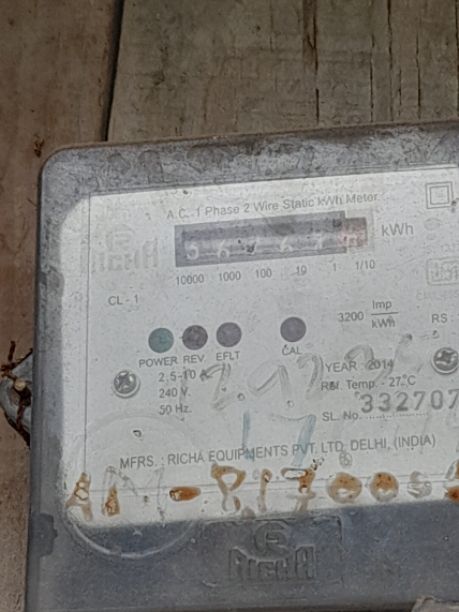 A.C. 1 Phase 2 Wire Static kWh Meter
RICHA
kWh
10000 1000 100 10 1 1/10
CL - 1
3200 Imp/kWh
RS
POWER REV. EFLT CAL
2.5-10 A
240 V.
50 Hz.
YEAR 2014
Ref. Temp. - 27°C
SL. No. 332707
MFRS. : RICHA EQUIPMENTS PVT. LTD. DELHI, (INDIA)
RICHA